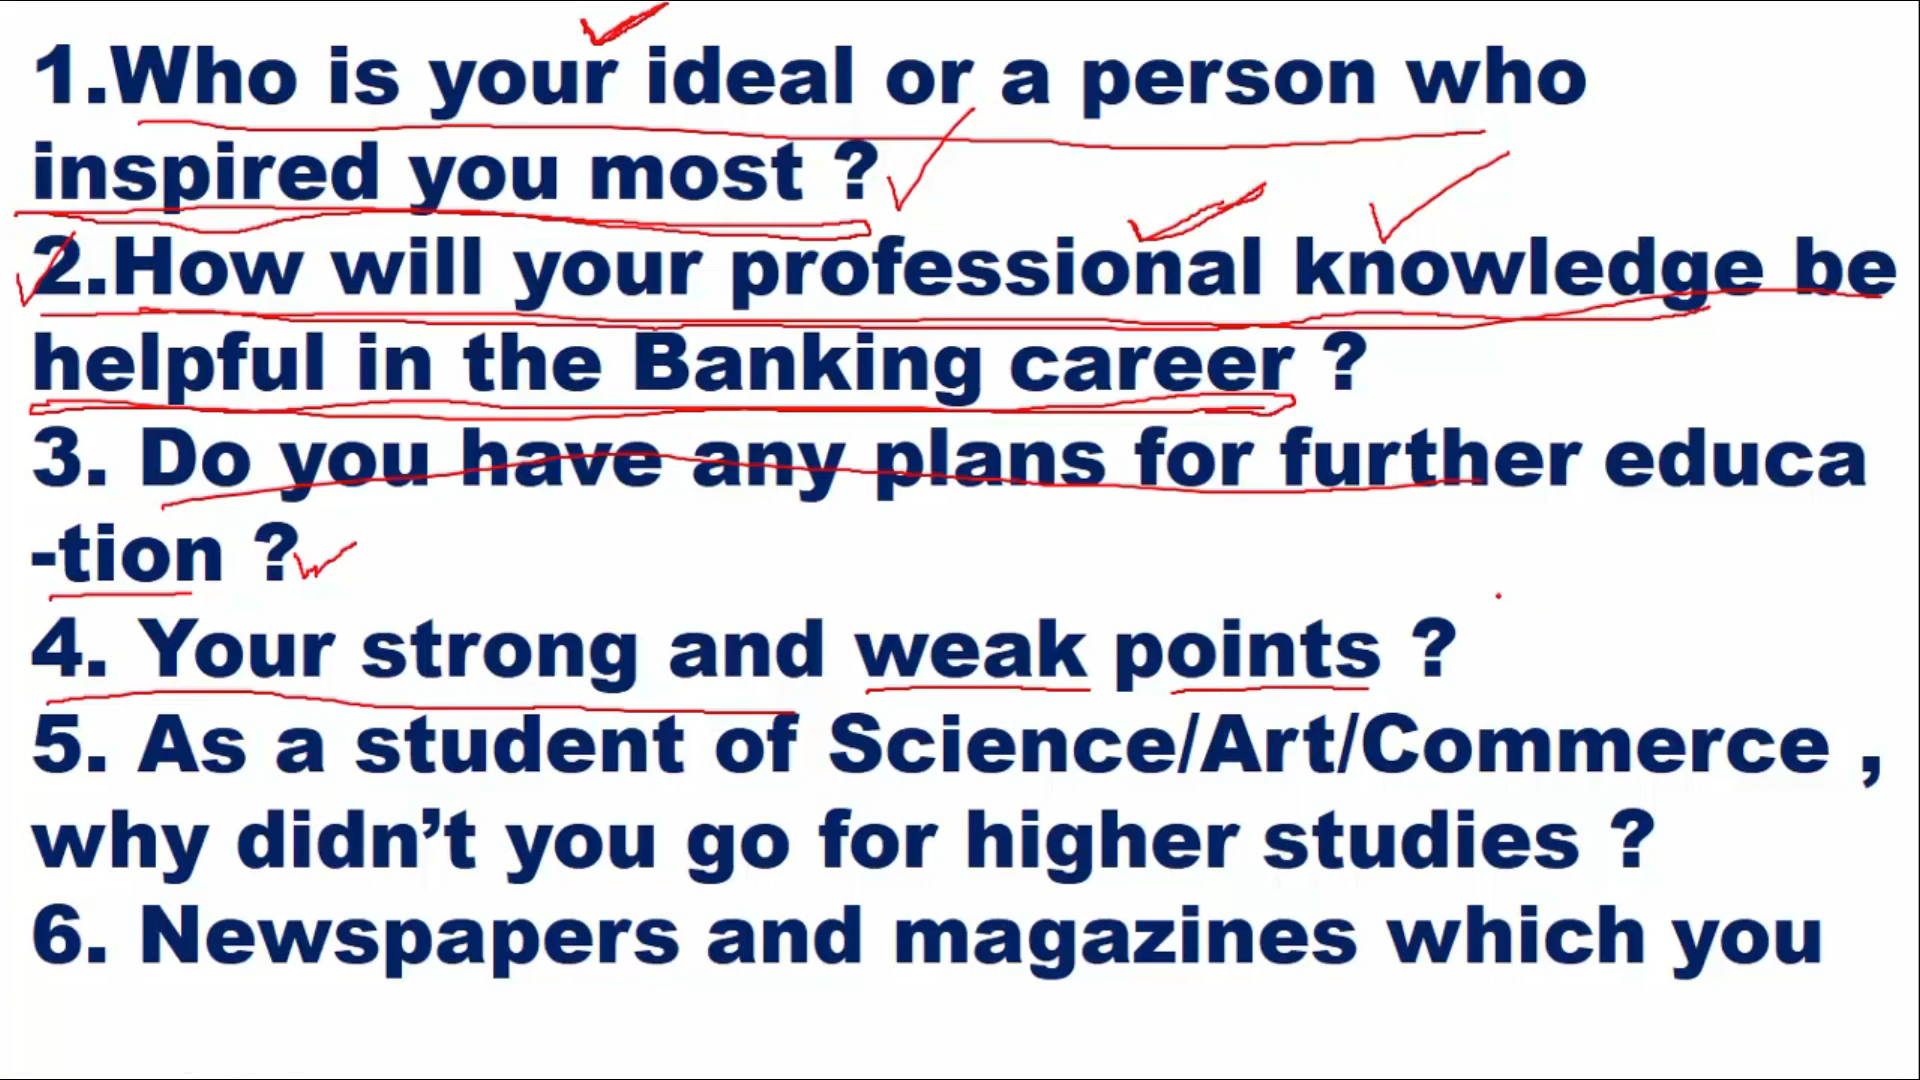 1.Who is your ideal or a person who
inspired you most ?
2.How will your professional knowledge be
helpful in the Banking career ?
3. Do you have any plans for further educa
-tion ?
4. Your strong and weak points ?
5. As a student of Science/Art/Commerce ,
why didn’t you go for higher studies ?
6. Newspapers and magazines which you